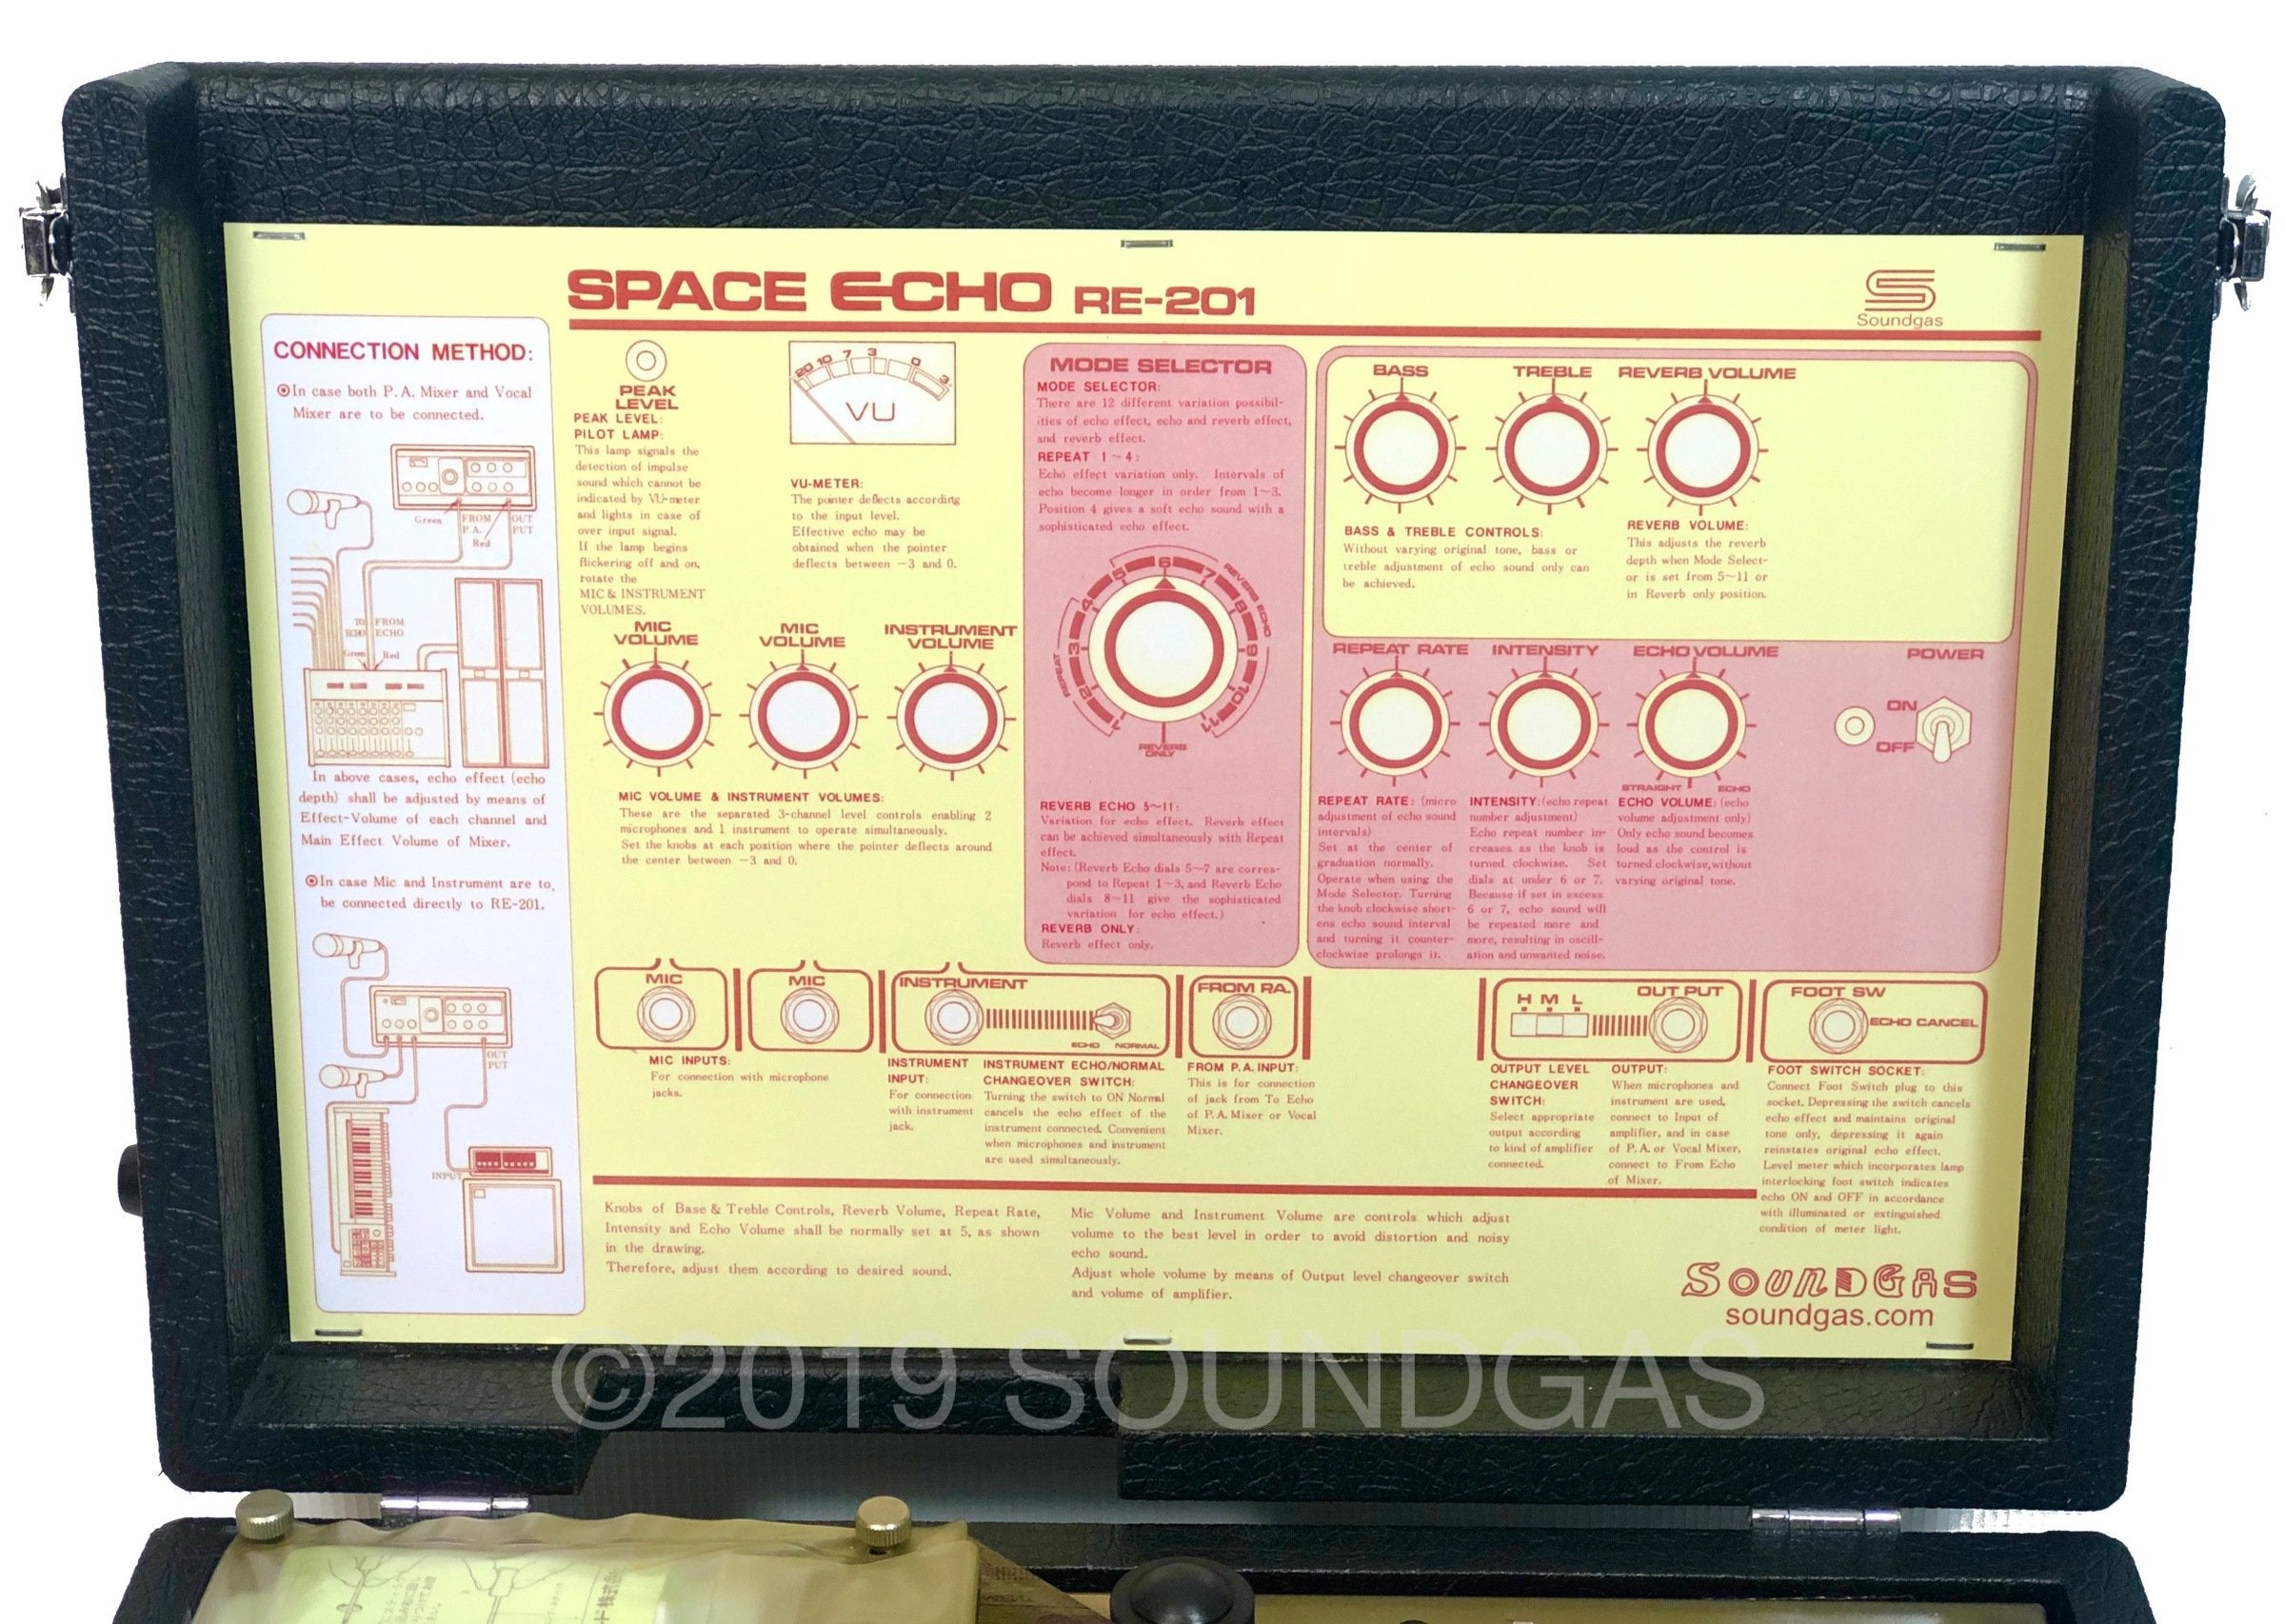 SPACE ECHO RE-201
Soundgas
CONNECTION METHOD:
In case both P.A. Mixer and Vocal
Mixer are to be connected.
Green
FROM
P.A.
OUT
PUT
Red
TO
ECHO
FROM
ECHO
Green
Red
In above cases, echo effect (echo
depth) shall be adjusted by means of
Effect-Volume of each channel and
Main Effect Volume of Mixer.
In case Mic and Instrument are to
be connected directly to RE-201.
OUT
PUT
INPUT
PEAK
LEVEL
PEAK LEVEL:
PILOT LAMP:
This lamp signals the
detection of impulse
sound which cannot be
indicated by VU-meter
and lights in case of
over input signal.
If the lamp begins
flickering off and on,
rotate the
MIC & INSTRUMENT
VOLUMES.
20 10 7 3 0 3
VU
VU-METER:
The pointer deflects according
to the input level.
Effective echo may be
obtained when the pointer
deflects between −3 and 0.
MIC
VOLUME
MIC
VOLUME
INSTRUMENT
VOLUME
MIC VOLUME & INSTRUMENT VOLUMES:
These are the separated 3-channel level controls enabling 2
microphones and 1 instrument to operate simultaneously.
Set the knobs at each position where the pointer deflects around
the center between −3 and 0.
MODE SELECTOR
MODE SELECTOR:
There are 12 different variation possibil-
ities of echo effect, echo and reverb effect,
and reverb effect.
REPEAT 1~4:
Echo effect variation only. Intervals of
echo become longer in order from 1~3.
Position 4 gives a soft echo sound with a
sophisticated echo effect.
1 2 3 4 5 6 7 8 9 10 11
REPEAT
REVERB ECHO
REVERB
ONLY
REVERB ECHO 5~11:
Variation for echo effect. Reverb effect
can be achieved simultaneously with Repeat
effect.
Note: (Reverb Echo dials 5~7 are corres-
pond to Repeat 1~3, and Reverb Echo
dials 8~11 give the sophisticated
variation for echo effect.)
REVERB ONLY:
Reverb effect only.
BASS
TREBLE
REVERB VOLUME
BASS & TREBLE CONTROLS:
Without varying original tone, bass or
treble adjustment of echo sound only can
be achieved.
REVERB VOLUME:
This adjusts the reverb
depth when Mode Select-
or is set from 5~11 or
in Reverb only position.
REPEAT RATE
INTENSITY
ECHO VOLUME
STRAIGHT
ECHO
POWER
ON
OFF
REPEAT RATE: (micro
adjustment of echo sound
intervals)
Set at the center of
graduation normally.
Operate when using the
Mode Selector. Turning
the knob clockwise short-
ens echo sound interval
and turning it counter-
clockwise prolongs it.
INTENSITY: (echo repeat
number adjustment)
Echo repeat number in-
creases as the knob is
turned clockwise. Set
dials at under 6 or 7.
Because if set in excess
6 or 7, echo sound will
be repeated more and
more, resulting in oscill-
ation and unwanted noise.
ECHO VOLUME: (echo
volume adjustment only)
Only echo sound becomes
loud as the control is
turned clockwise, without
varying original tone.
MIC
MIC
INSTRUMENT
ECHO
NORMAL
FROM P.A.
H M L
OUT PUT
FOOT SW
ECHO CANCEL
MIC INPUTS:
For connection with microphone
jacks.
INSTRUMENT
INPUT:
For connection
with instrument
jack.
INSTRUMENT ECHO/NORMAL
CHANGEOVER SWITCH:
Turning the switch to ON Normal
cancels the echo effect of the
instrument connected. Convenient
when microphones and instrument
are used simultaneously.
FROM P.A. INPUT:
This is for connection
of jack from To Echo
of P.A. Mixer or Vocal
Mixer.
OUTPUT LEVEL
CHANGEOVER
SWITCH:
Select appropriate
output according
to kind of amplifier
connected.
OUTPUT:
When microphones and
instrument are used,
connect to Input of
amplifier, and in case
of P.A. or Vocal Mixer,
connect to From Echo
of Mixer.
FOOT SWITCH SOCKET:
Connect Foot Switch plug to this
socket. Depressing the switch cancels
echo effect and maintains original
tone only, depressing it again
reinstates original echo effect.
Level meter which incorporates lamp
interlocking foot switch indicates
echo ON and OFF in accordance
with illuminated or extinguished
condition of meter light.
Knobs of Base & Treble Controls, Reverb Volume, Repeat Rate,
Intensity and Echo Volume shall be normally set at 5, as shown
in the drawing.
Therefore, adjust them according to desired sound.
Mic Volume and Instrument Volume are controls which adjust
volume to the best level in order to avoid distortion and noisy
echo sound.
Adjust whole volume by means of Output level changeover switch
and volume of amplifier.
SOUNDGAS
soundgas.com
©2019 SOUNDGAS